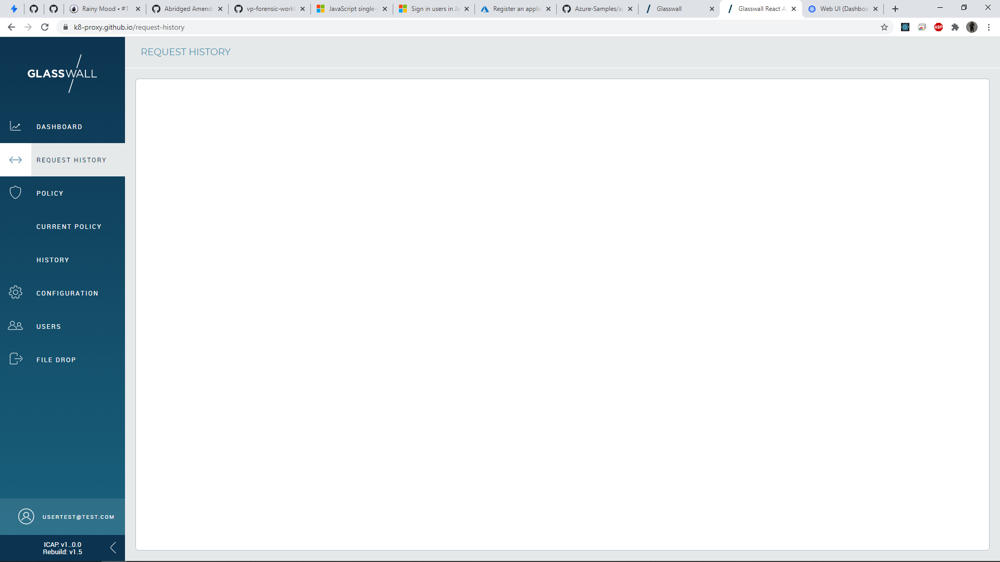 Rainy Mood • #1
Abridged Amend
vp-forensic-work
JavaScript single-
Sign in users in Ja
Register an applic
Azure-Samples/a
Glasswall
Glasswall React A
Web UI (Dashboa
k8-proxy.github.io/request-history
ABP
GLASSWALL
REQUEST HISTORY
DASHBOARD
REQUEST HISTORY
POLICY
CURRENT POLICY
HISTORY
CONFIGURATION
USERS
FILE DROP
USERTEST@TEST.COM
ICAP: v1..0.0
Rebuild: v1.5